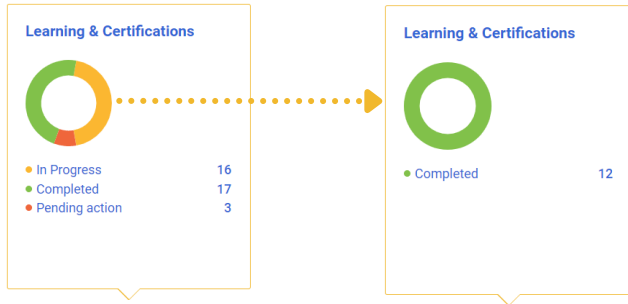 Learning & Certifications
In Progress 16
Completed 17
Pending action 3
Learning & Certifications
Completed 12